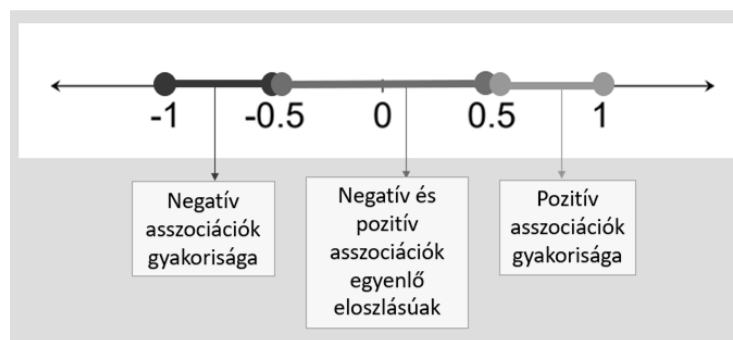 -1 -0.5 0 0.5 1
Negatív
asszociációk
gyakorisága
Negatív és
pozitív
asszociációk
egyenlő
eloszlásúak
Pozitív
asszociációk
gyakorisága